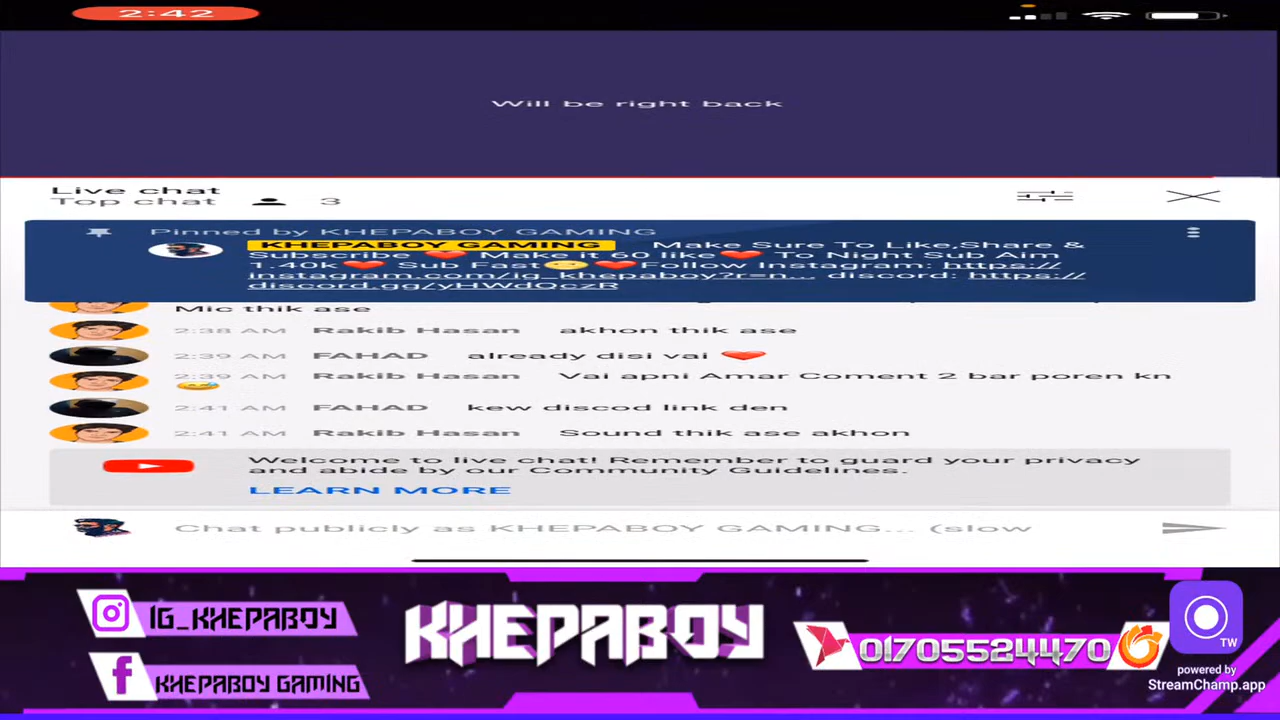 2:42
Will be right back
Live chat
Top chat 3
Pinned by KHEPABOY GAMING
KHEPABOY GAMING Make Sure To Like,Share &
Subscribe ❤️ Make it 60 like❤️ To Night Sub Aim
1.40k❤️ Sub Fast😏❤️Follow Instagram: https://
instagram.com/ig_khepaboy?r=n... discord: https://
discord.gg/yHWdQczR
Mic thik ase
2:38 AM Rakib Hasan akhon thik ase
2:39 AM FAHAD already disi vai ❤️
2:39 AM Rakib Hasan Vai apni Amar Coment 2 bar poren kn
😅
2:41 AM FAHAD kew discod link den
2:41 AM Rakib Hasan Sound thik ase akhon
Welcome to live chat! Remember to guard your privacy
and abide by our Community Guidelines.
LEARN MORE
Chat publicly as KHEPABOY GAMING... (slow
IG_KHEPABOY
KHEPABOY GAMING
KHEPABOY
01705524470
TW
powered by
StreamChamp.app